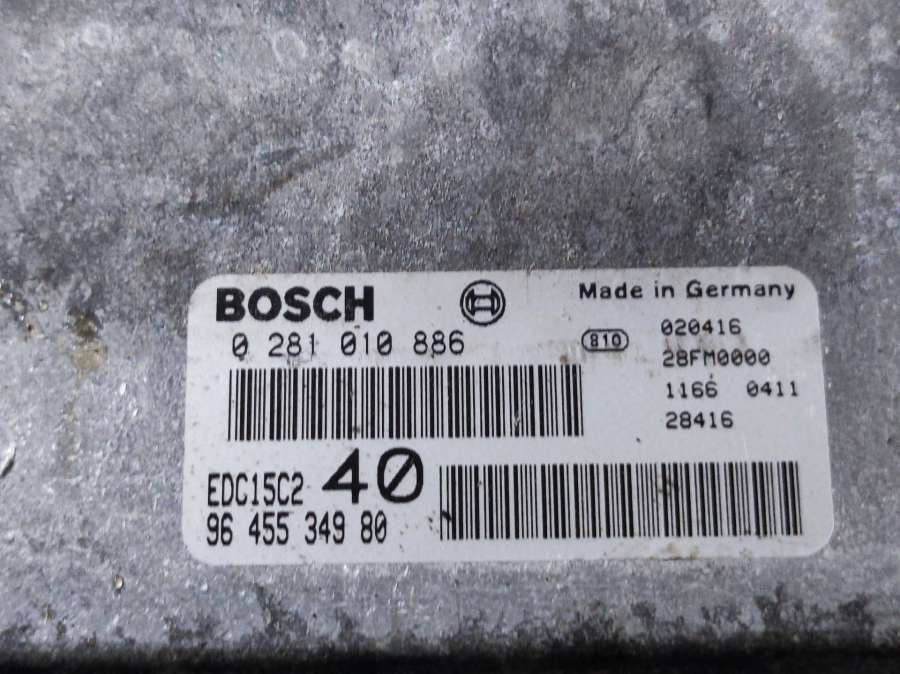 BOSCH
Made in Germany
0 281 010 886
810
020416
28FM0000
1166 0411
28416
EDC15C2 40
96 455 349 80